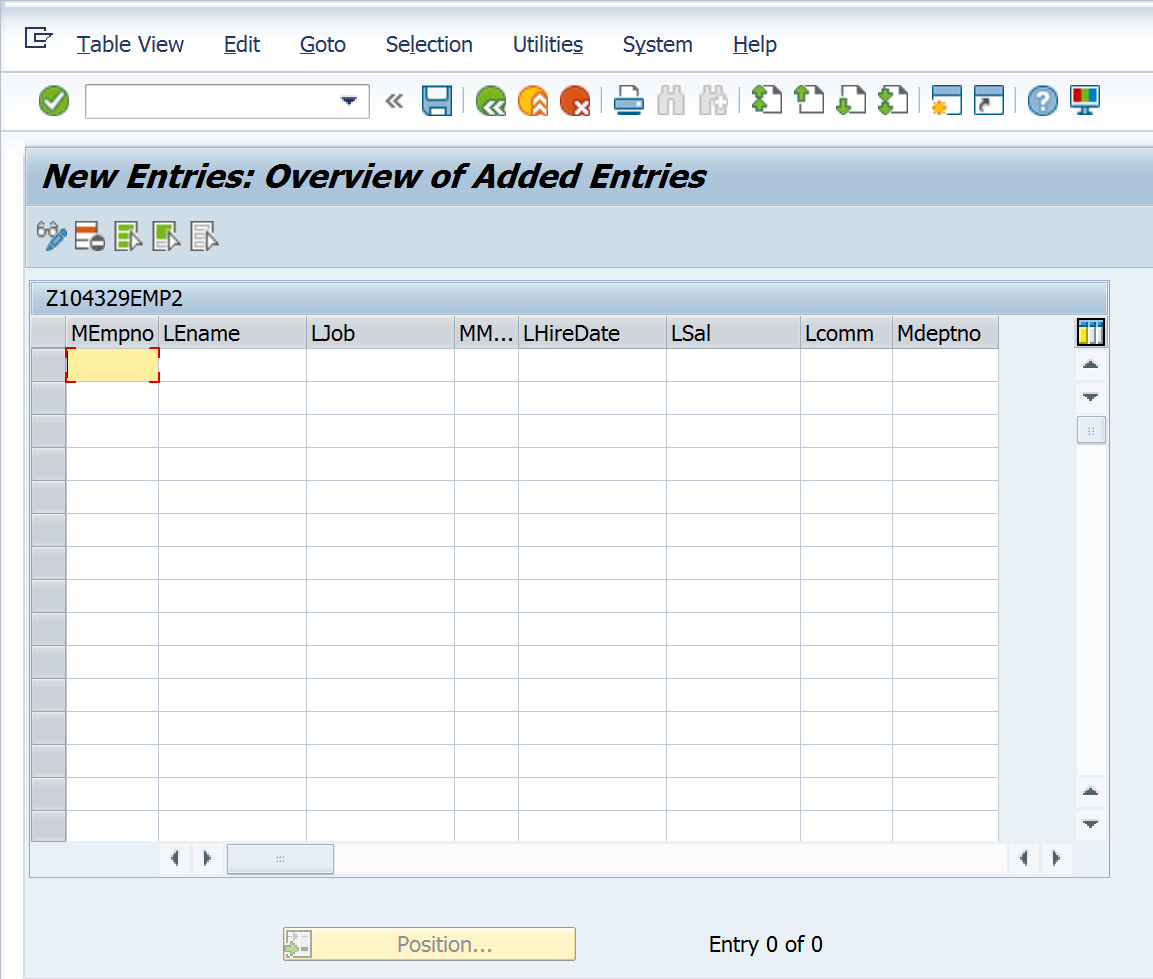 Table View Edit Goto Selection Utilities System Help
New Entries: Overview of Added Entries
Z104329EMP2
MEmpno LEname LJob MM... LHireDate LSal Lcomm Mdeptno
Position... Entry 0 of 0